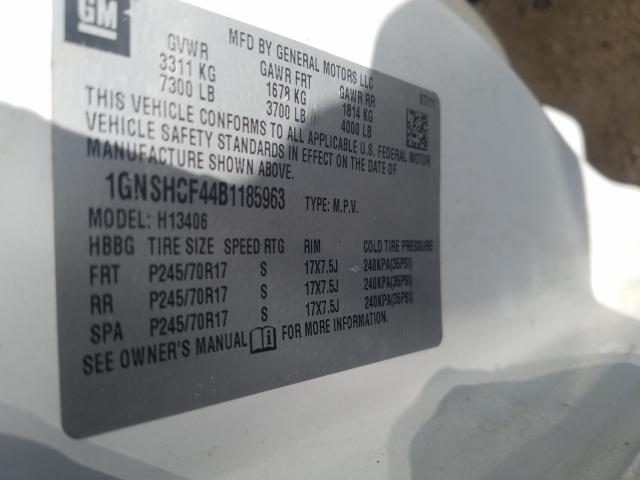 GM
MFD BY GENERAL MOTORS LLC
07/11
GVWR GAWR FRT GAWR RR
3311 KG 1678 KG 1814 KG
7300 LB 3700 LB 4000 LB
THIS VEHICLE CONFORMS TO ALL APPLICABLE U.S. FEDERAL MOTOR
VEHICLE SAFETY STANDARDS IN EFFECT ON THE DATE OF
MANUFACTURE SHOWN ABOVE.
1GNSHCF44B1185963 TYPE: M.P.V.
MODEL: H13406
HBBG TIRE SIZE SPEED RTG RIM COLD TIRE PRESSURE
FRT P245/70R17 S 17X7.5J 240KPA(35PSI)
RR P245/70R17 S 17X7.5J 240KPA(35PSI)
SPA P245/70R17 S 17X7.5J 240KPA(35PSI)
SEE OWNER'S MANUAL FOR MORE INFORMATION.